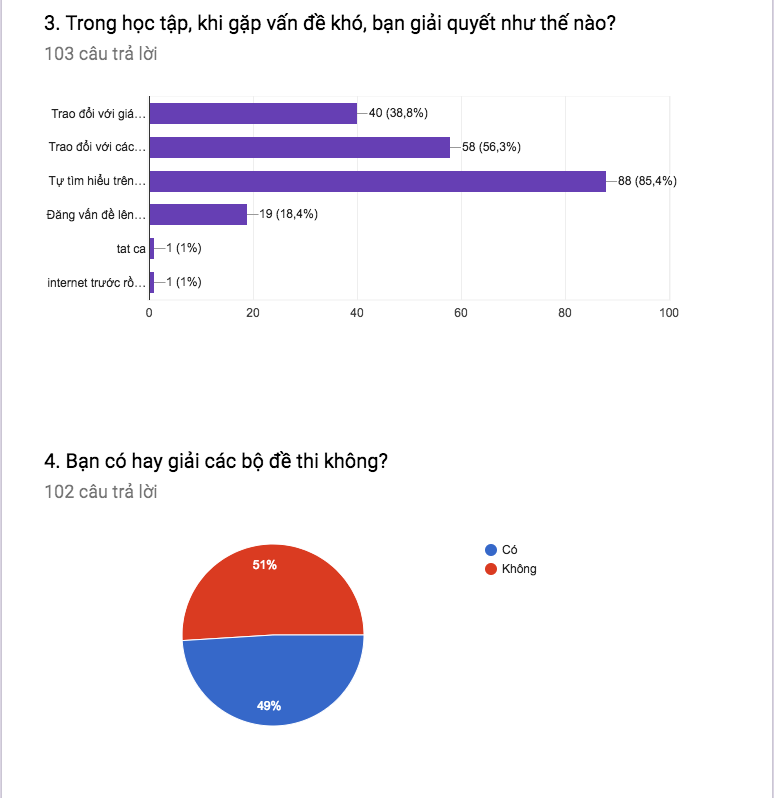 3. Trong học tập, khi gặp vấn đề khó, bạn giải quyết như thế nào?
103 câu trả lời
Trao đổi với giá...
40 (38,8%)
Trao đổi với các...
58 (56,3%)
Tự tìm hiểu trên...
88 (85,4%)
Đăng vấn đề lên...
19 (18,4%)
tat ca
1 (1%)
internet trước rồ...
1 (1%)
0 20 40 60 80 100
4. Bạn có hay giải các bộ đề thi không?
102 câu trả lời
51%
49%
Có
Không